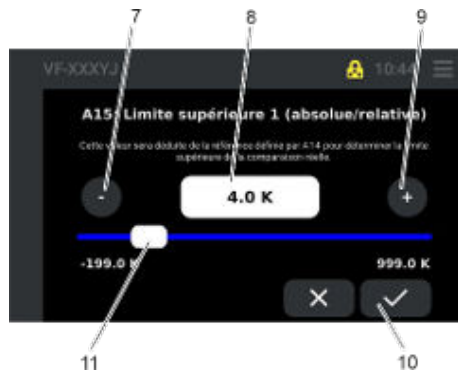 7 8 9
VF-XXXYJ 10:44
A15: Limite supérieure 1 (absolue/relative)
Cette valeur sera déduite de la référence définie par A14 pour déterminer la limite
supérieure de la comparaison réelle.
- 4.0 K +
-199.0 K 999.0 K
11 10